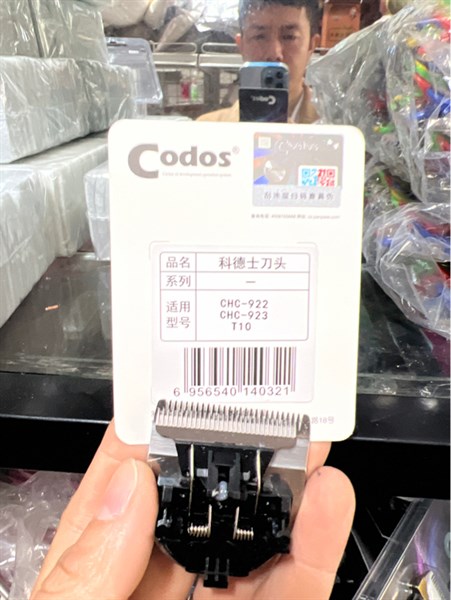 Codos®
品名 科德士刀头
系列 —
适用型号 CHC-922
CHC-923
T10
6 956540 140321